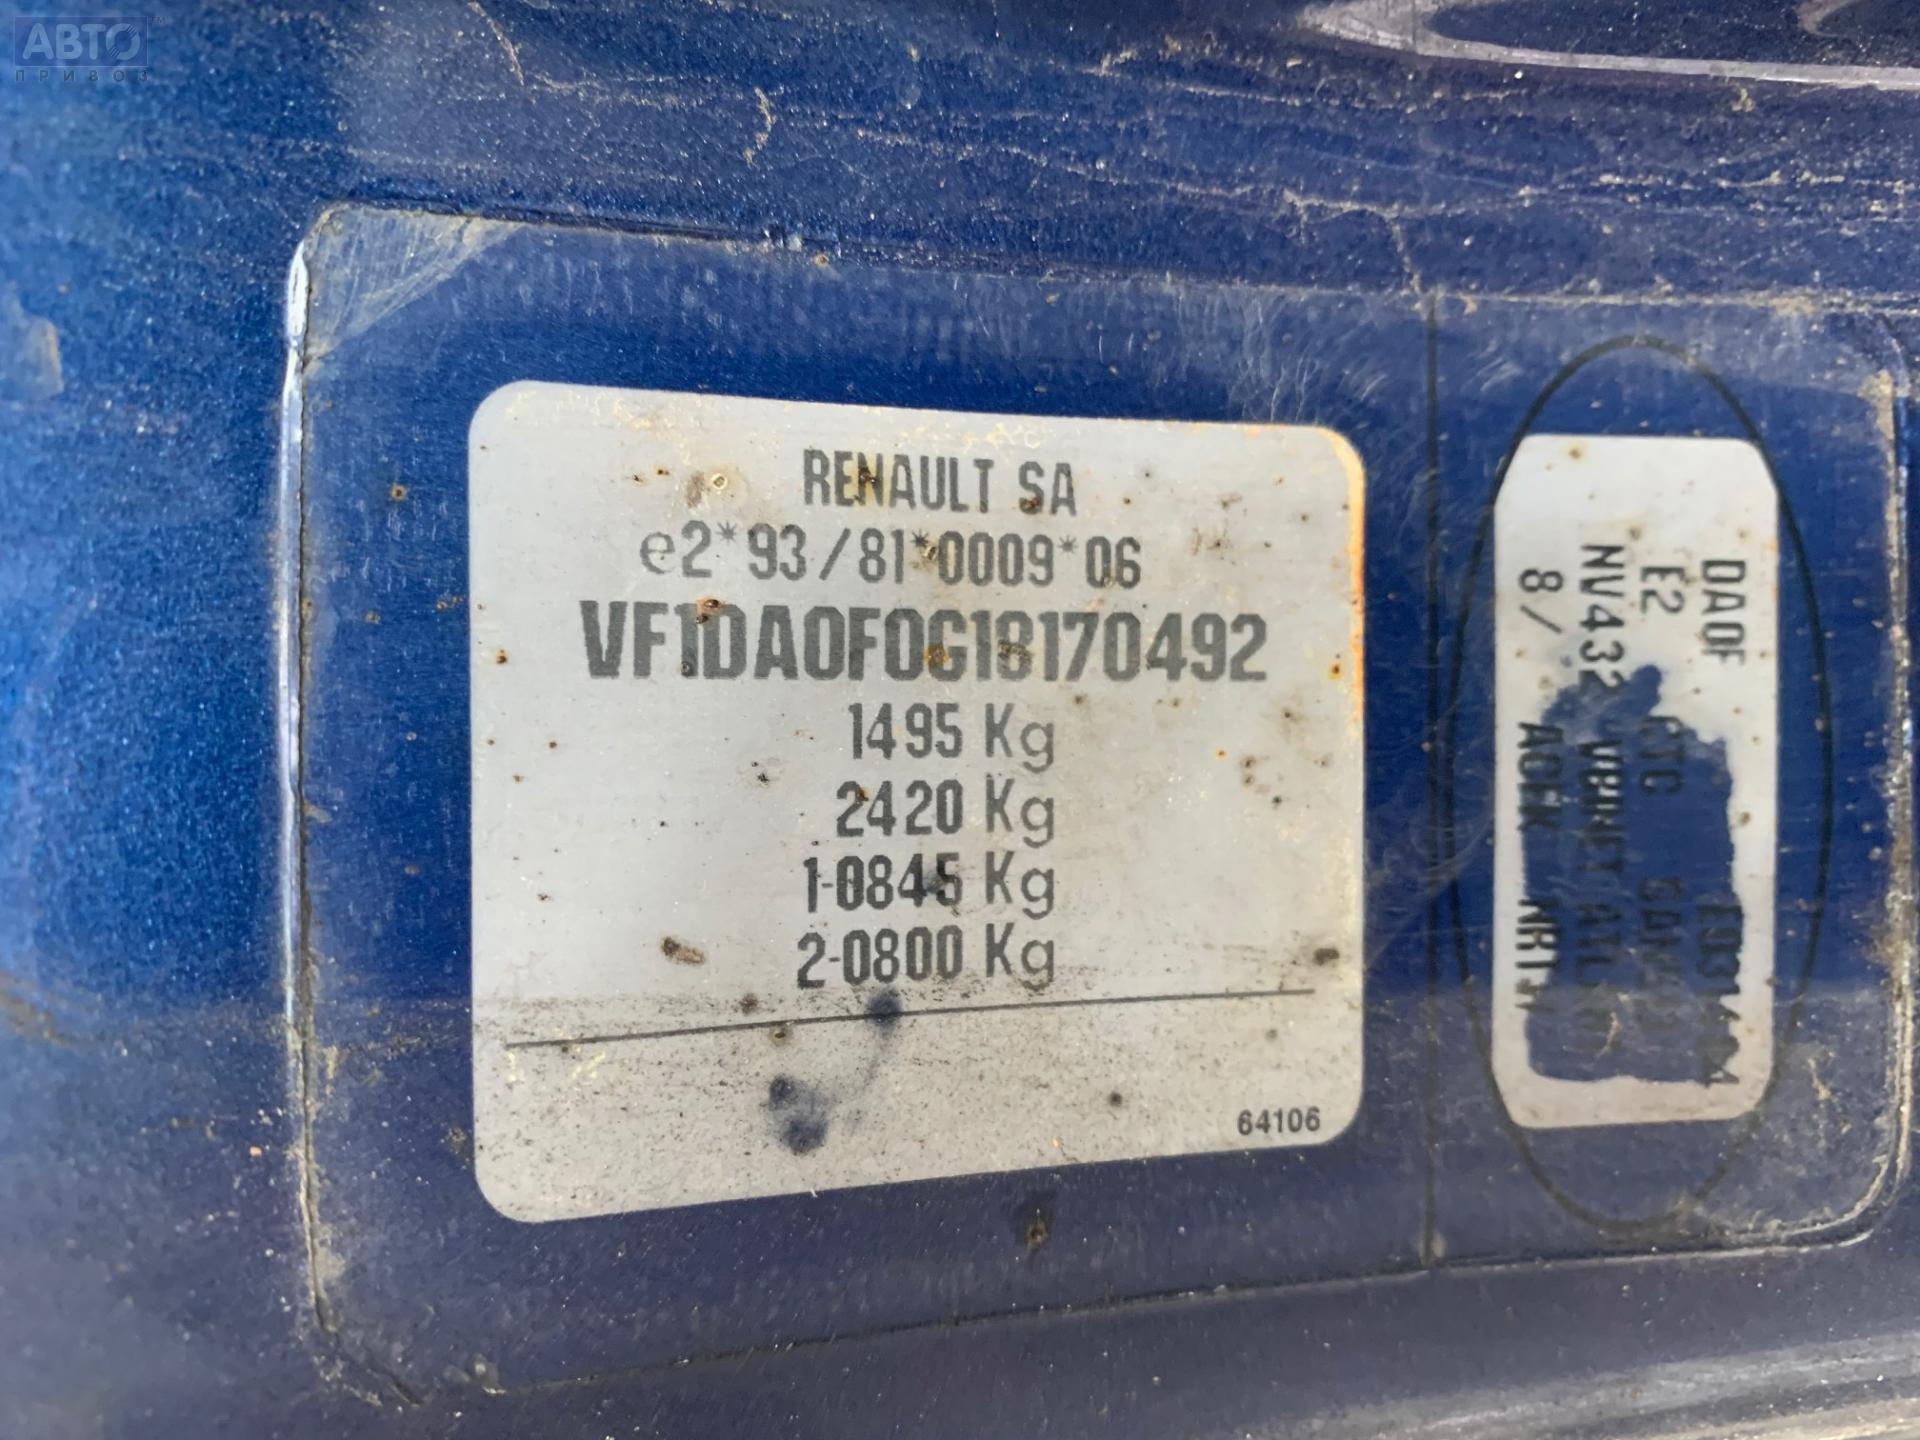 АВТО
ПРИВОЗ
RENAULT SA
e2*93/81*0009*06
VF1DA0F0G18170492
1495 Kg
2420 Kg
1-0845 Kg
2-0800 Kg
64106
DA0F
E2
NV432
8/